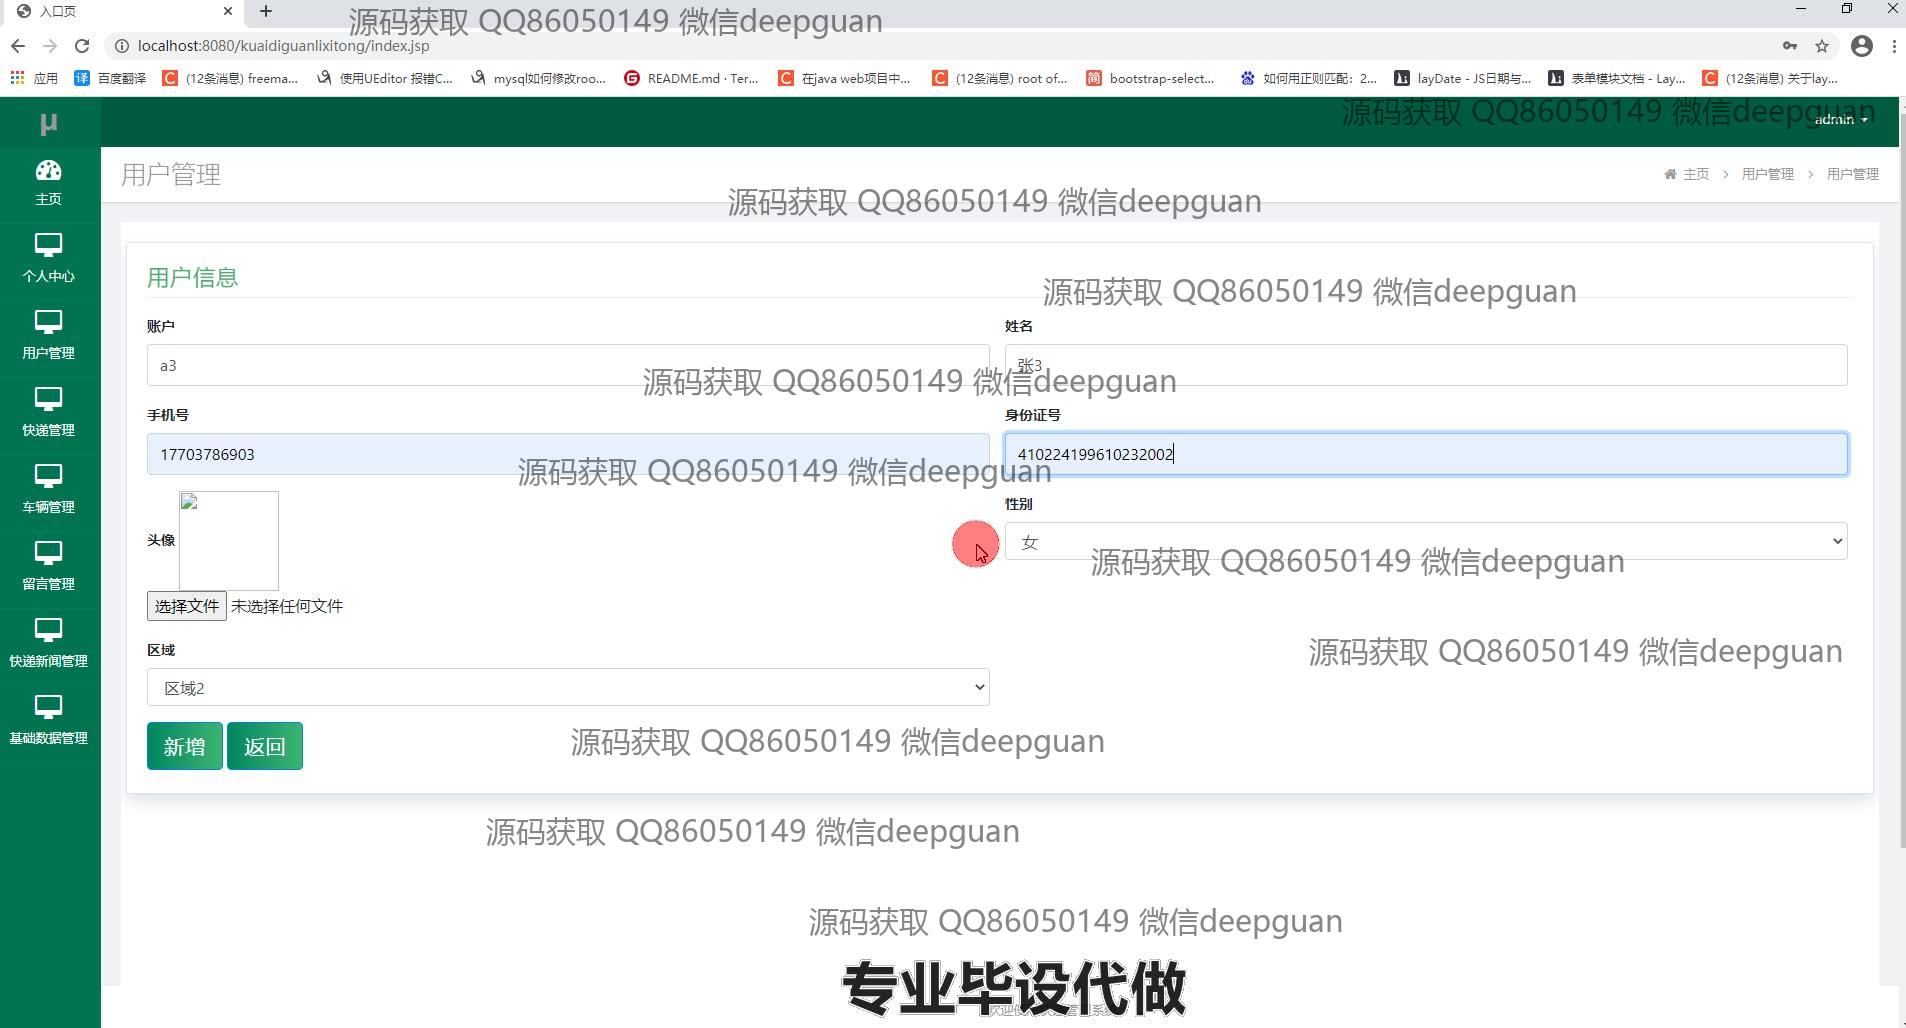 入口页
源码获取 QQ86050149 微信deepguan
localhost:8080/kuaidiguanlixitong/index.jsp
应用
百度翻译
(12条消息) freema...
使用UEditor 报错C...
mysql如何修改roo...
README.md · Ter...
在java web项目中...
(12条消息) root of...
bootstrap-select...
如何用正则匹配：2...
layDate - JS日期与...
表单模块文档 - Lay...
(12条消息) 关于lay...
μ
源码获取 QQ86050149 微信deepguan
admin
主页
个人中心
用户管理
快递管理
车辆管理
留言管理
快递新闻管理
基础数据管理
用户管理
主页 > 用户管理 > 用户管理
源码获取 QQ86050149 微信deepguan
用户信息
源码获取 QQ86050149 微信deepguan
账户
姓名
a3
张3
源码获取 QQ86050149 微信deepguan
手机号
身份证号
17703786903
410224199610232002
源码获取 QQ86050149 微信deepguan
头像
性别
女
源码获取 QQ86050149 微信deepguan
选择文件 未选择任何文件
区域
源码获取 QQ86050149 微信deepguan
区域2
新增
返回
源码获取 QQ86050149 微信deepguan
源码获取 QQ86050149 微信deepguan
源码获取 QQ86050149 微信deepguan
专业毕设代做